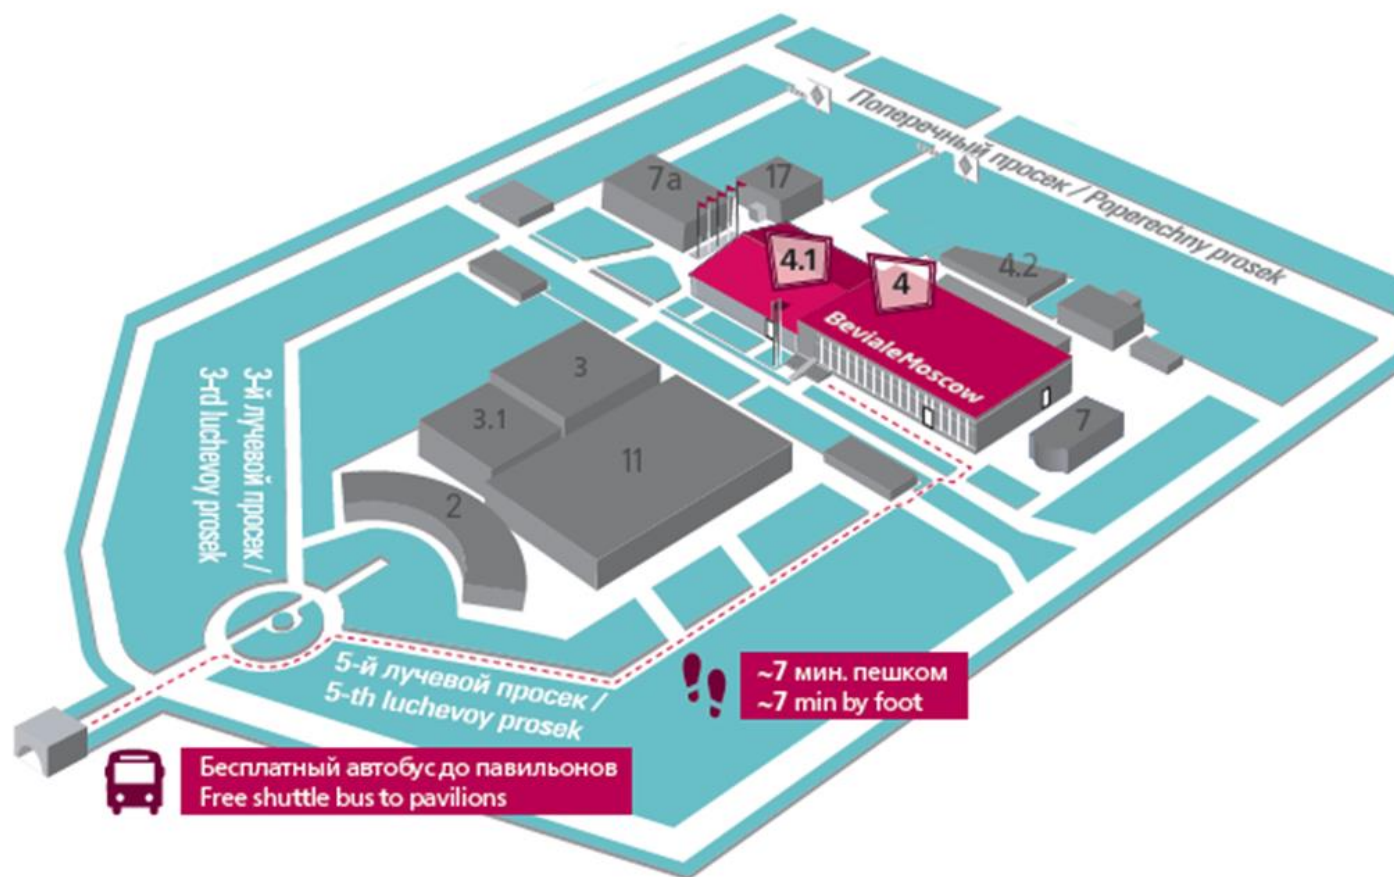 Поперечный просек / Poperechny prosek
7a
17
4.1
4
4.2
BevialeMoscow
3
3.1
11
7
2
3-й лучевой просек /
3-rd luchevoy prosek
5-й лучевой просек /
5-th luchevoy prosek
~7 мин. пешком
~7 min by foot
Бесплатный автобус до павильонов
Free shuttle bus to pavilions